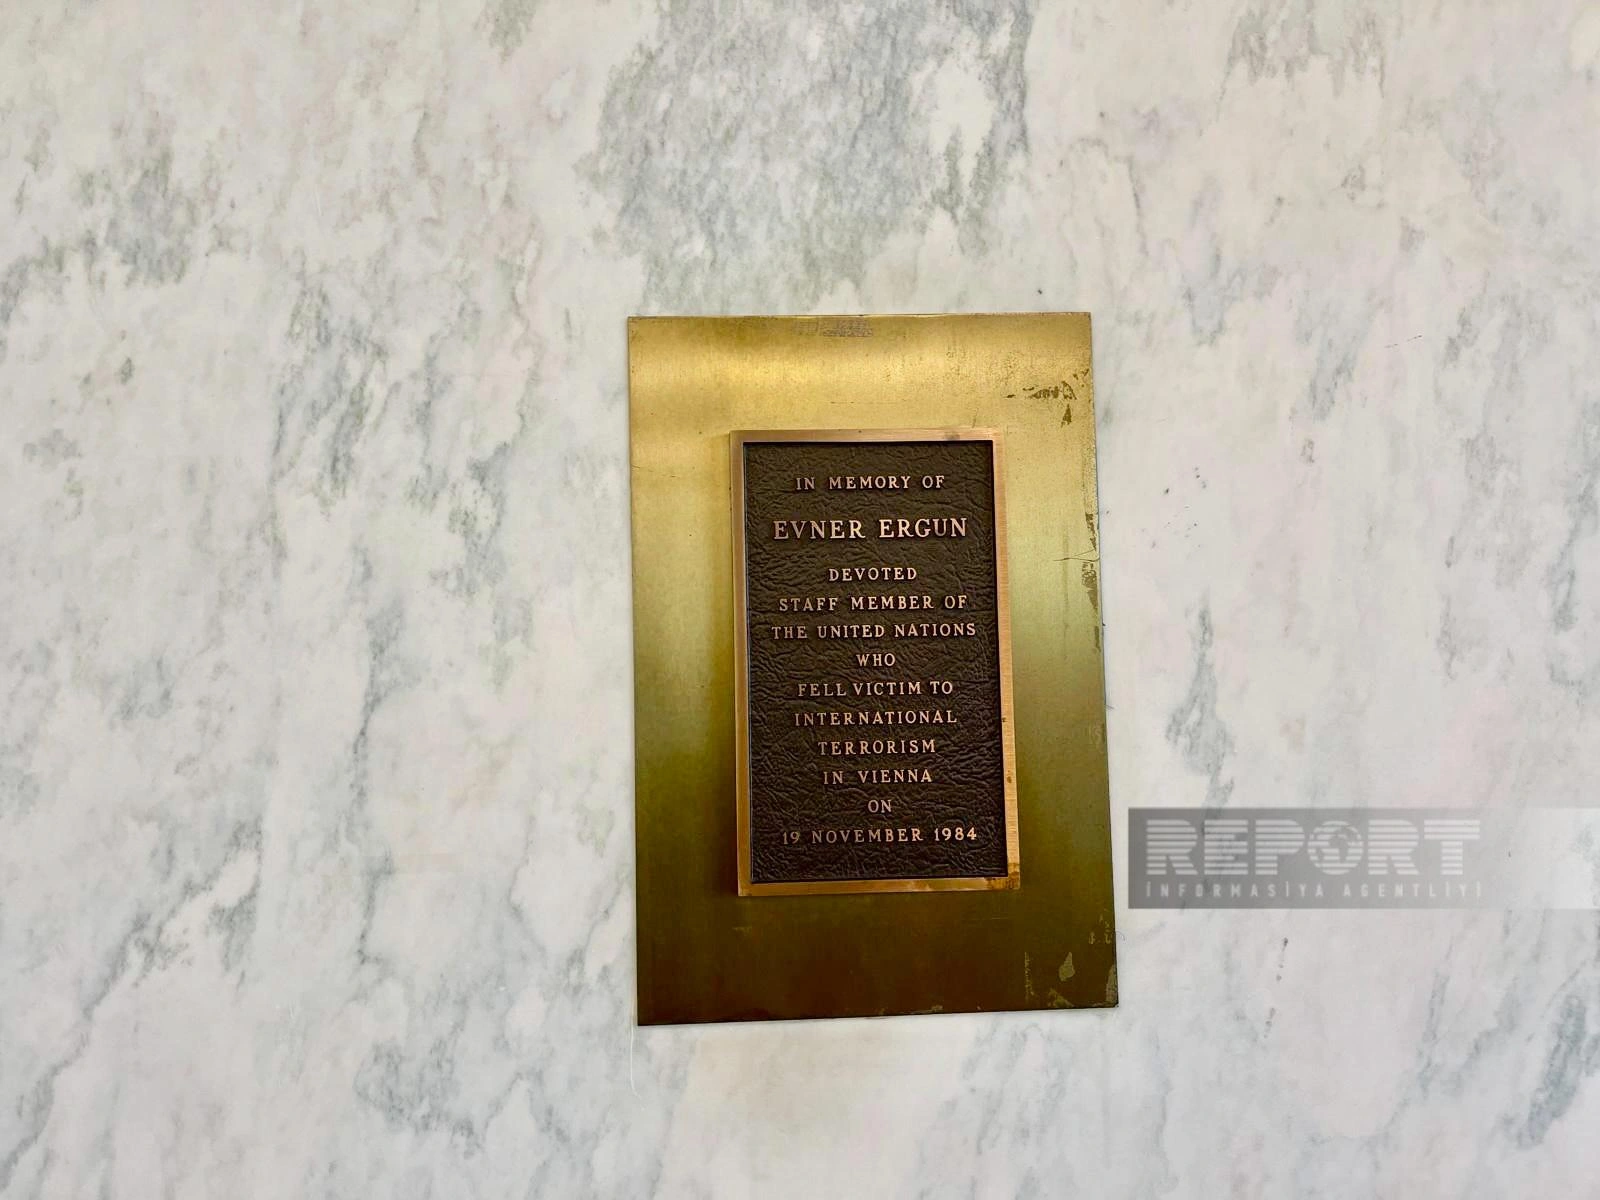 IN MEMORY OF
EVNER ERGUN
DEVOTED
STAFF MEMBER OF
THE UNITED NATIONS
WHO
FELL VICTIM TO
INTERNATIONAL
TERRORISM
IN VIENNA
ON
19 NOVEMBER 1984
REPORT
İNFORMASİYA AGENTLİYİ